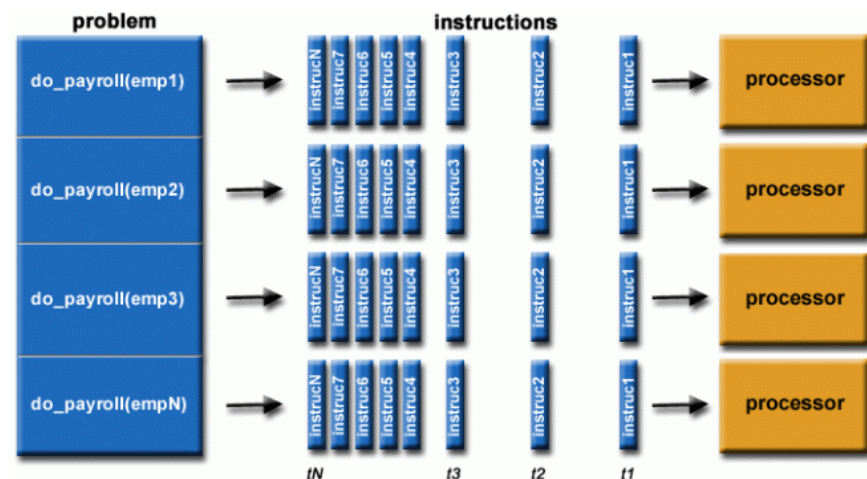 problem instructions
do_payroll(emp1) instrucN instruc7 instruc6 instruc5 instruc4 instruc3 instruc2 instruc1 processor
do_payroll(emp2) instrucN instruc7 instruc6 instruc5 instruc4 instruc3 instruc2 instruc1 processor
do_payroll(emp3) instrucN instruc7 instruc6 instruc5 instruc4 instruc3 instruc2 instruc1 processor
do_payroll(empN) instrucN instruc7 instruc6 instruc5 instruc4 instruc3 instruc2 instruc1 processor
tN t3 t2 t1